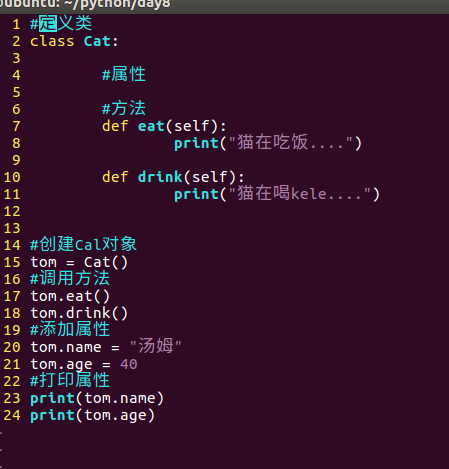 ubuntu: ~/python/day8
1 #定义类
2 class Cat:
3
4 #属性
5
6 #方法
7 def eat(self):
8 print("猫在吃饭....")
9
10 def drink(self):
11 print("猫在喝kele....")
12
13
14 #创建Cal对象
15 tom = Cat()
16 #调用方法
17 tom.eat()
18 tom.drink()
19 #添加属性
20 tom.name = "汤姆"
21 tom.age = 40
22 #打印属性
23 print(tom.name)
24 print(tom.age)
~
~